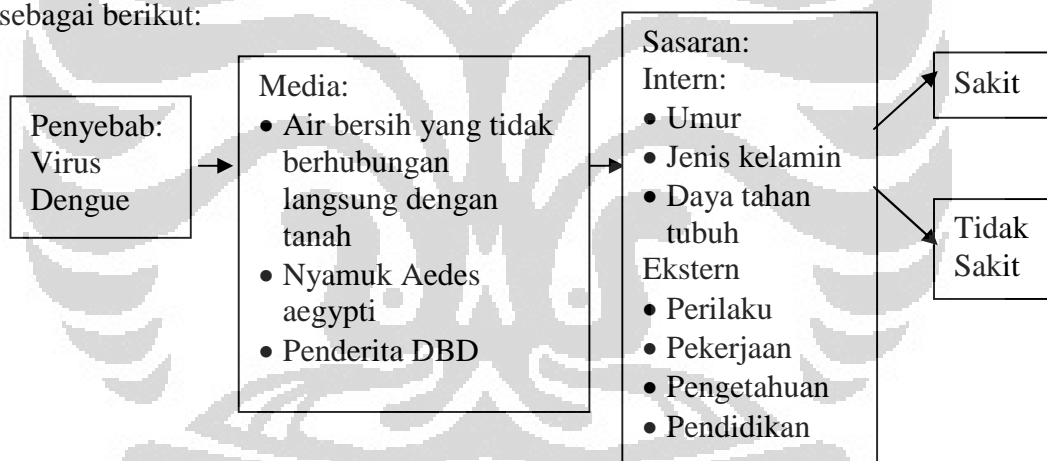 sebagai berikut:
Penyebab:
Virus
Dengue
Media:
• Air bersih yang tidak
berhubungan
langsung dengan
tanah
• Nyamuk Aedes
aegypti
• Penderita DBD
Sasaran:
Intern:
• Umur
• Jenis kelamin
• Daya tahan
tubuh
Ekstern
• Perilaku
• Pekerjaan
• Pengetahuan
• Pendidikan
Sakit
Tidak
Sakit